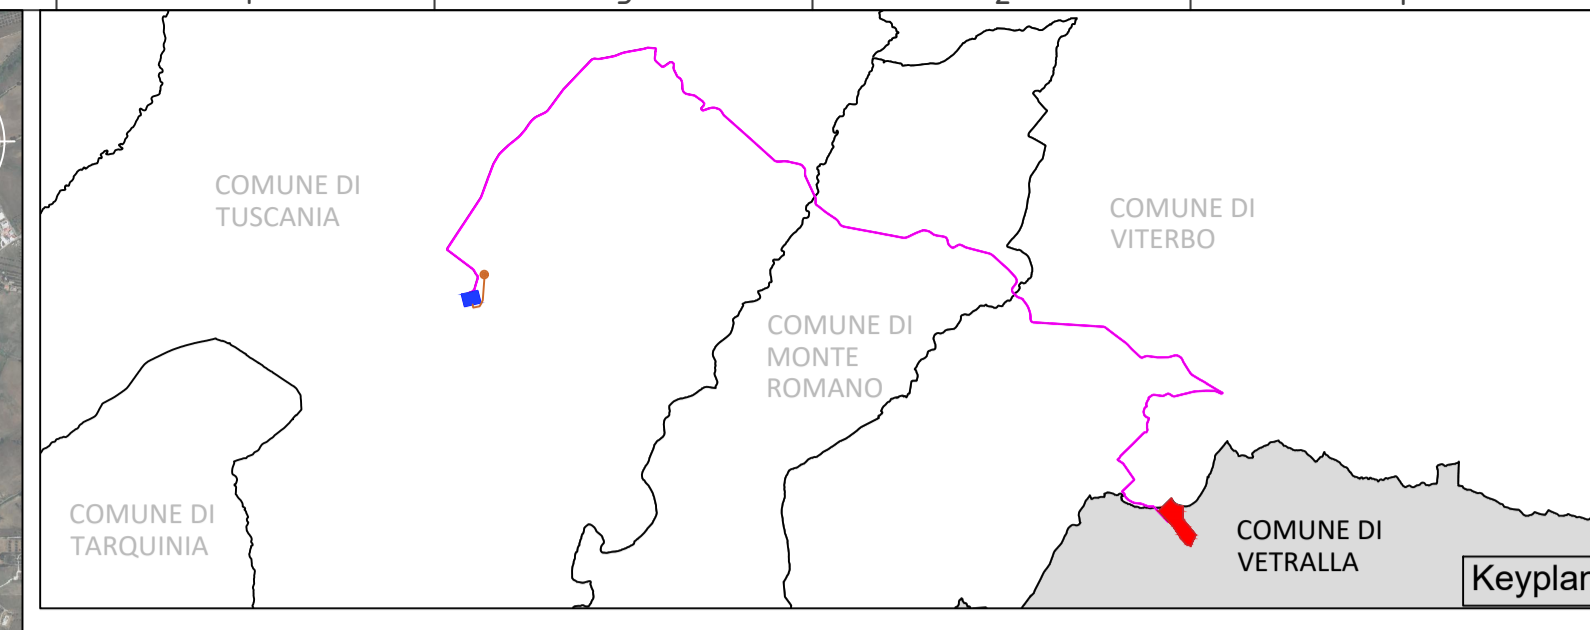 COMUNE DI
TUSCANIA
COMUNE DI
VITERBO
COMUNE DI
MONTE
ROMANO
COMUNE DI
TARQUINIA
COMUNE DI
VETRALLA
Keyplan